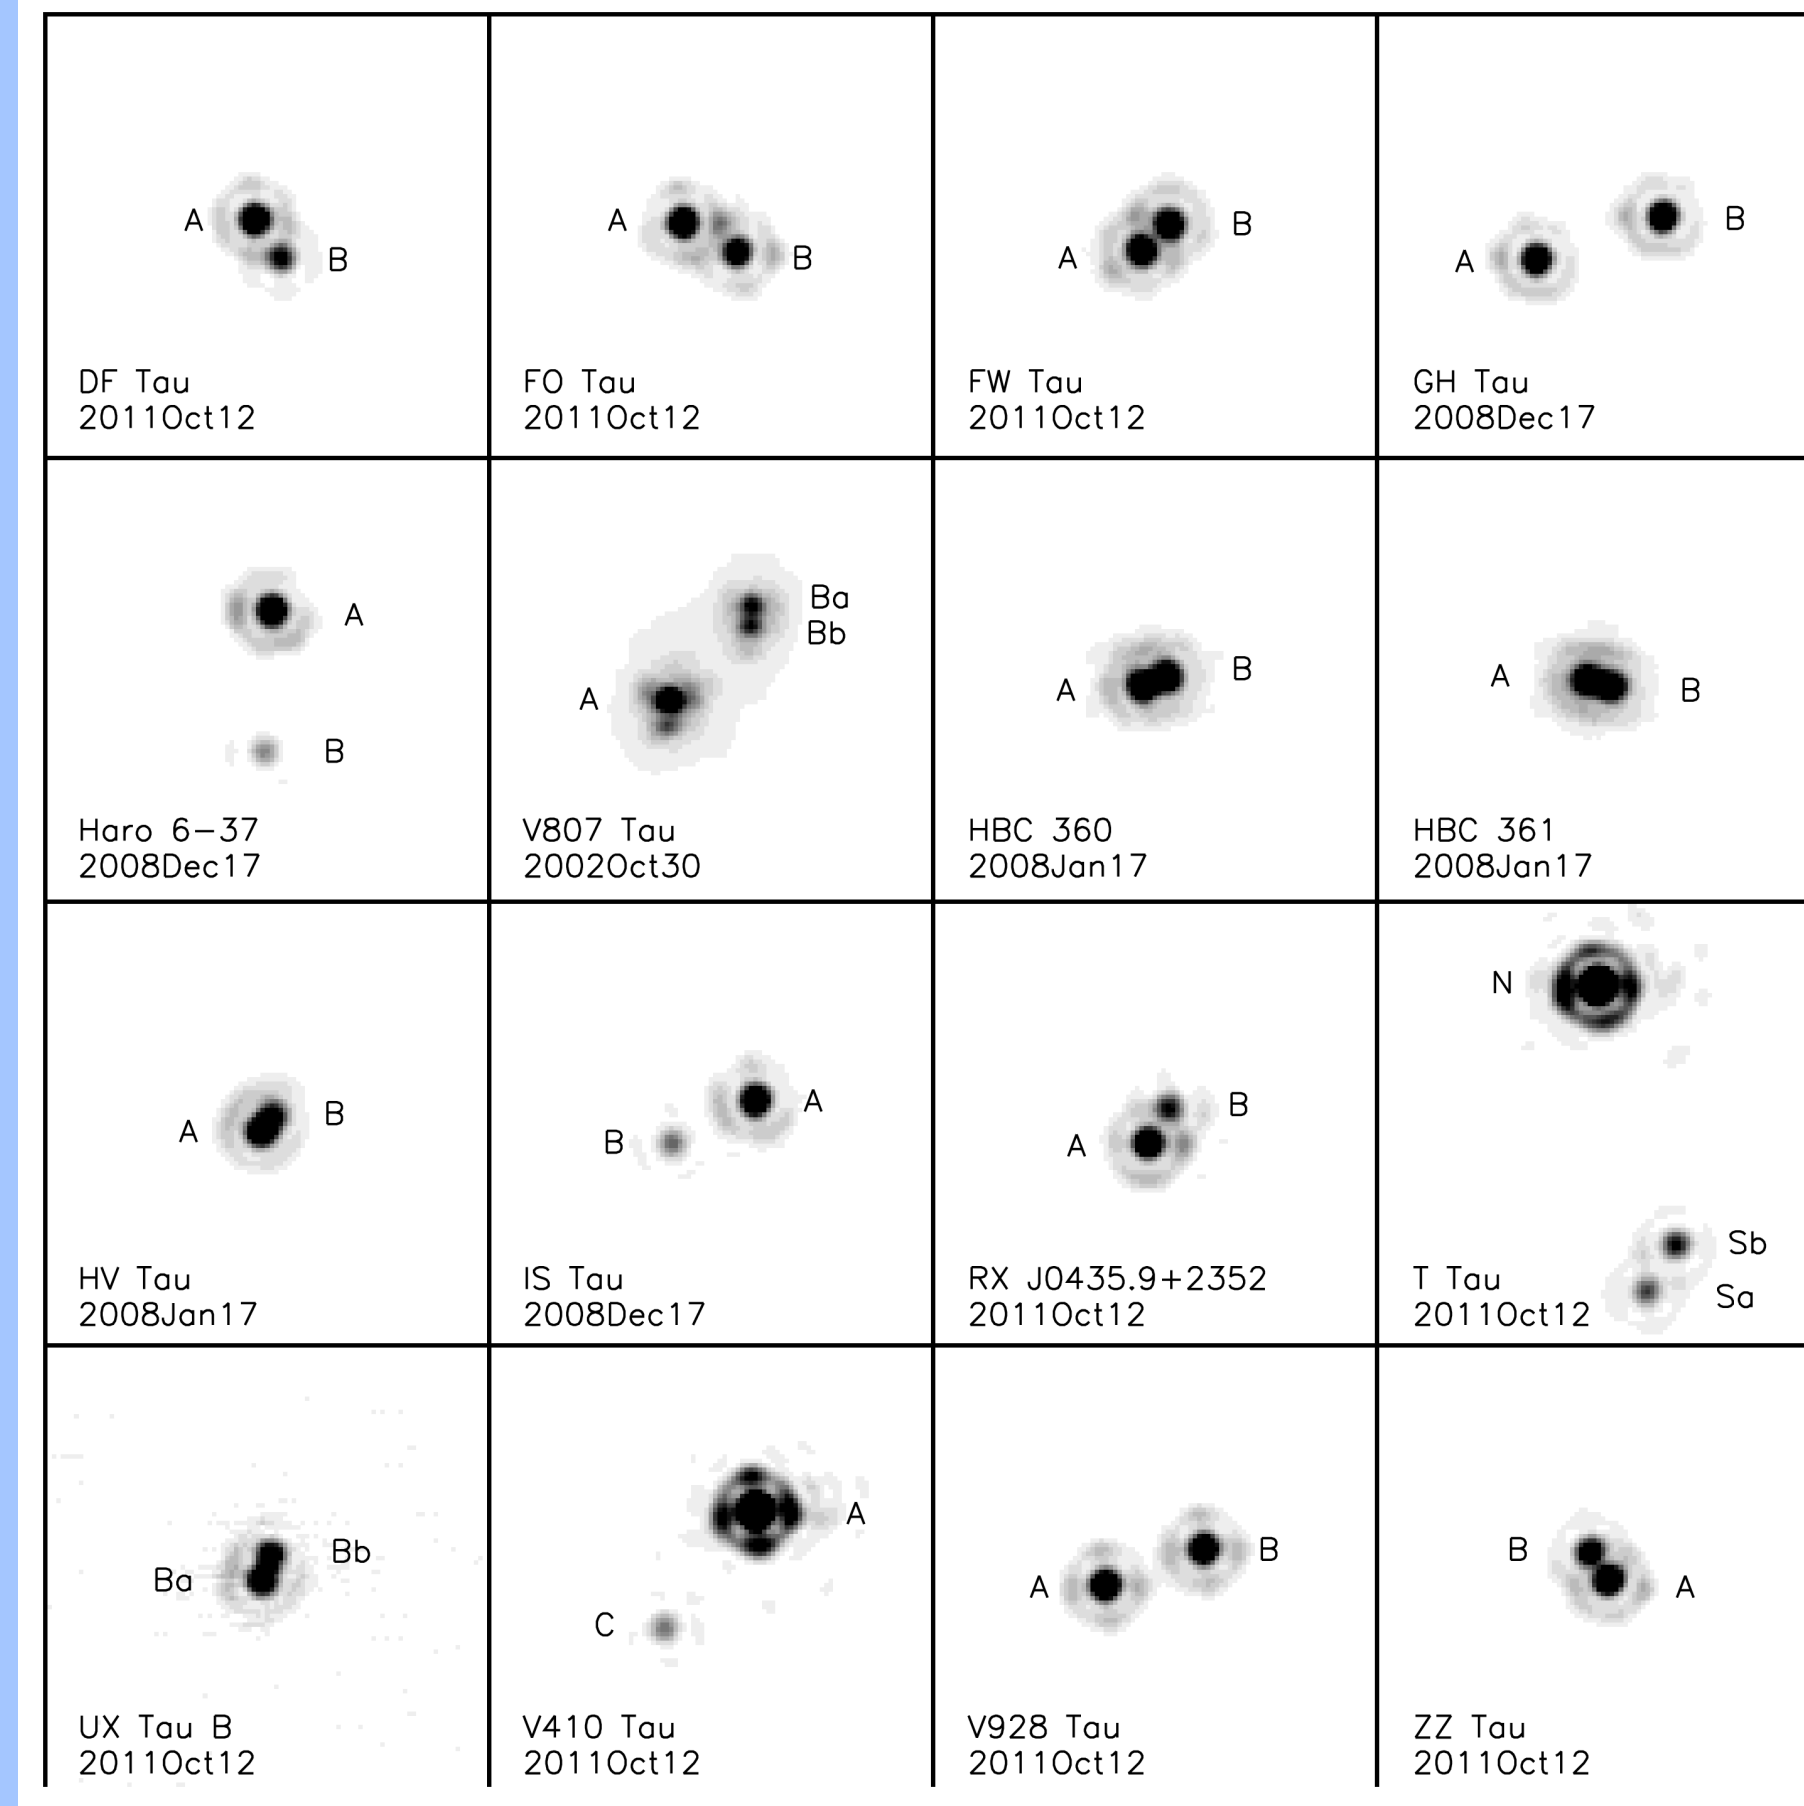 A
B
DF Tau
2011Oct12
A
B
FO Tau
2011Oct12
A
B
FW Tau
2011Oct12
A
B
GH Tau
2008Dec17
A
B
Haro 6-37
2008Dec17
Ba
Bb
A
V807 Tau
2002Oct30
A
B
HBC 360
2008Jan17
A
B
HBC 361
2008Jan17
A
B
HV Tau
2008Jan17
A
B
IS Tau
2008Dec17
B
A
RX J0435.9+2352
2011Oct12
N
Sb
Sa
T Tau
2011Oct12
Bb
Ba
UX Tau B
2011Oct12
A
C
V410 Tau
2011Oct12
B
A
V928 Tau
2011Oct12
B
A
ZZ Tau
2011Oct12